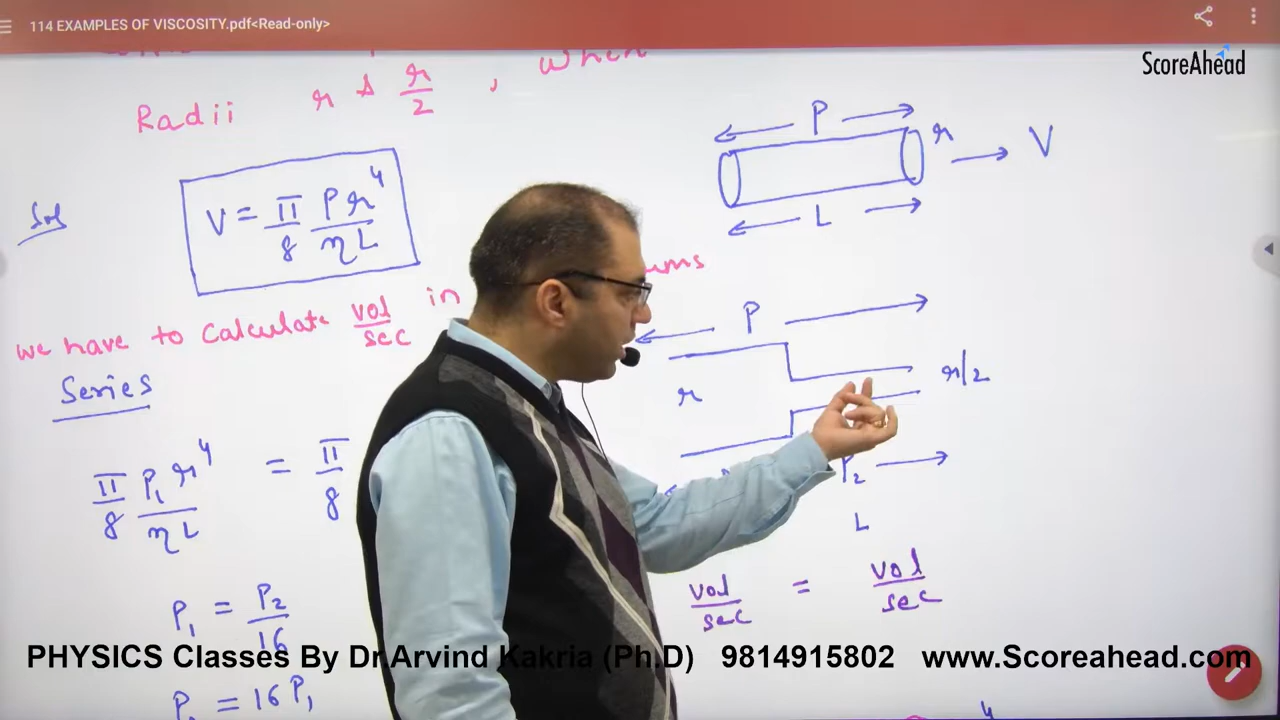 114 EXAMPLES OF VISCOSITY.pdf<Read-only>
ScoreAhead
Radii r & r/2 , when
Sol
V = π/8 Pr⁴/ηL
P
r
V
L
we have to calculate vol/sec in
Series
π/8 P₁r⁴/ηL = π/8
P₁ = P₂/16
P₂ = 16 P₁
P
r
r/2
P₂
L
vol/sec = vol/sec
PHYSICS Classes By Dr.Arvind Kakria (Ph.D) 9814915802 www.Scoreahead.com